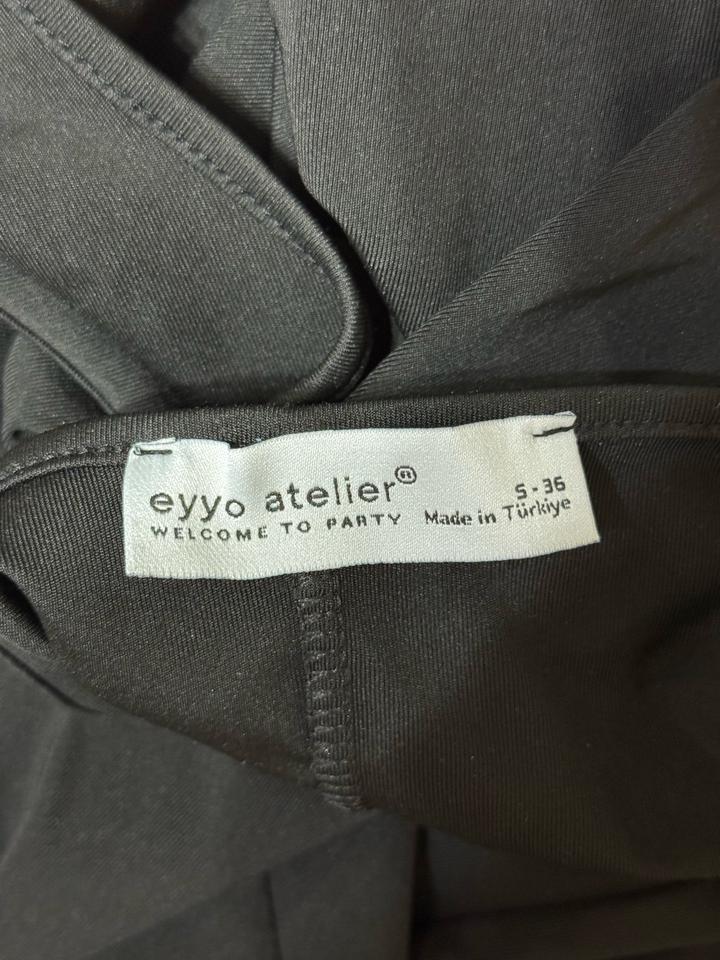 eyyo atelier®
WELCOME TO PARTY
S-36
Made in Türkiye